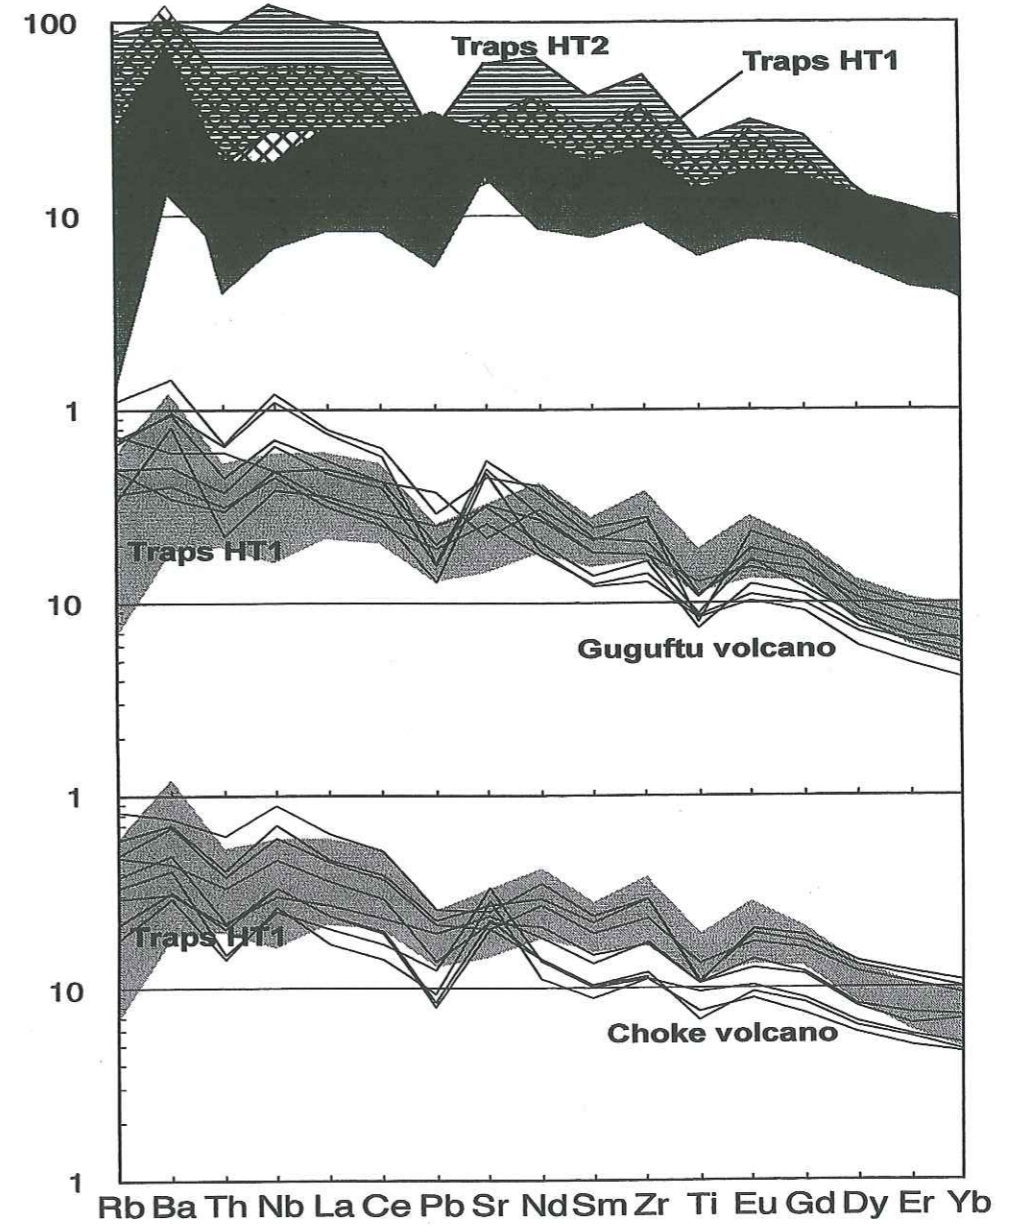 100
Traps HT2
Traps HT1
10
1
Traps HT1
10
Guguftu volcano
1
Traps HT1
10
Choke volcano
1
Rb Ba Th Nb La Ce Pb Sr Nd Sm Zr Ti Eu Gd Dy Er Yb